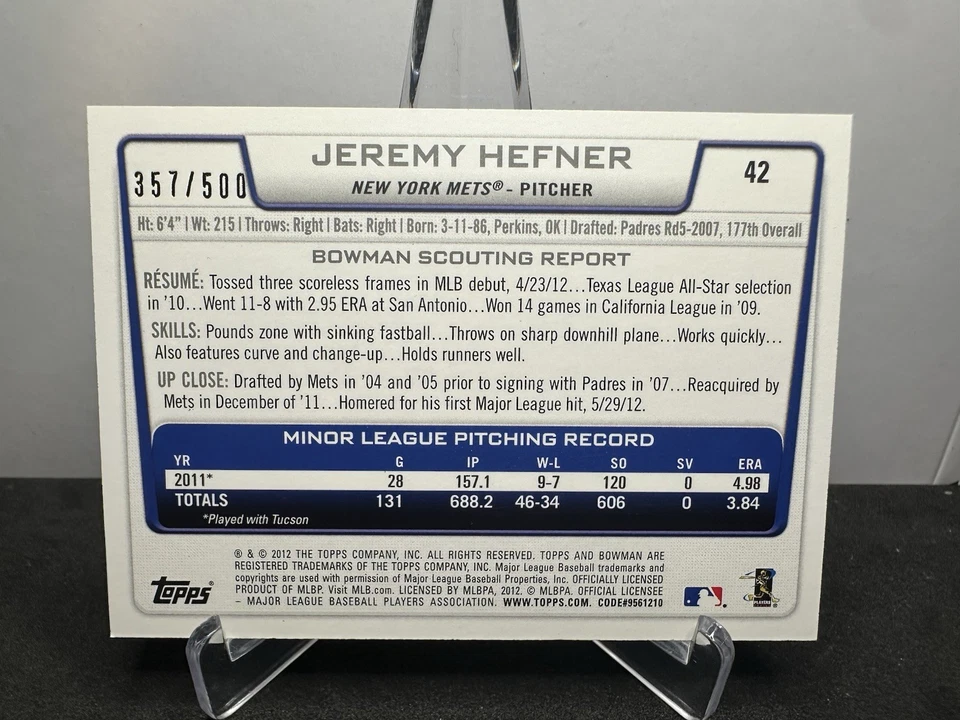 JEREMY HEFNER
357/500
NEW YORK METS® - PITCHER
42
Ht: 6'4" | Wt: 215 | Throws: Right | Bats: Right | Born: 3-11-86, Perkins, OK | Drafted: Padres Rd5-2007, 177th Overall
BOWMAN SCOUTING REPORT
RÉSUMÉ: Tossed three scoreless frames in MLB debut, 4/23/12...Texas League All-Star selection
in '10...Went 11-8 with 2.95 ERA at San Antonio...Won 14 games in California League in '09.
SKILLS: Pounds zone with sinking fastball...Throws on sharp downhill plane...Works quickly...
Also features curve and change-up...Holds runners well.
UP CLOSE: Drafted by Mets in '04 and '05 prior to signing with Padres in '07...Reacquired by
Mets in December of '11...Homered for his first Major League hit, 5/29/12.
MINOR LEAGUE PITCHING RECORD
YR G IP W-L SO SV ERA
2011* 28 157.1 9-7 120 0 4.98
TOTALS 131 688.2 46-34 606 0 3.84
*Played with Tucson
® & © 2012 THE TOPPS COMPANY, INC. ALL RIGHTS RESERVED. TOPPS AND BOWMAN ARE
REGISTERED TRADEMARKS OF THE TOPPS COMPANY, INC. Major League Baseball trademarks and
copyrights are used with permission of Major League Baseball Properties, Inc. OFFICIALLY LICENSED
PRODUCT OF MLBP. Visit MLB.com. LICENSED BY MLBPA, 2012. © MLBPA. OFFICIAL LICENSEE
– MAJOR LEAGUE BASEBALL PLAYERS ASSOCIATION. WWW.TOPPS.COM. CODE#9561210
Topps®
PLAYERS